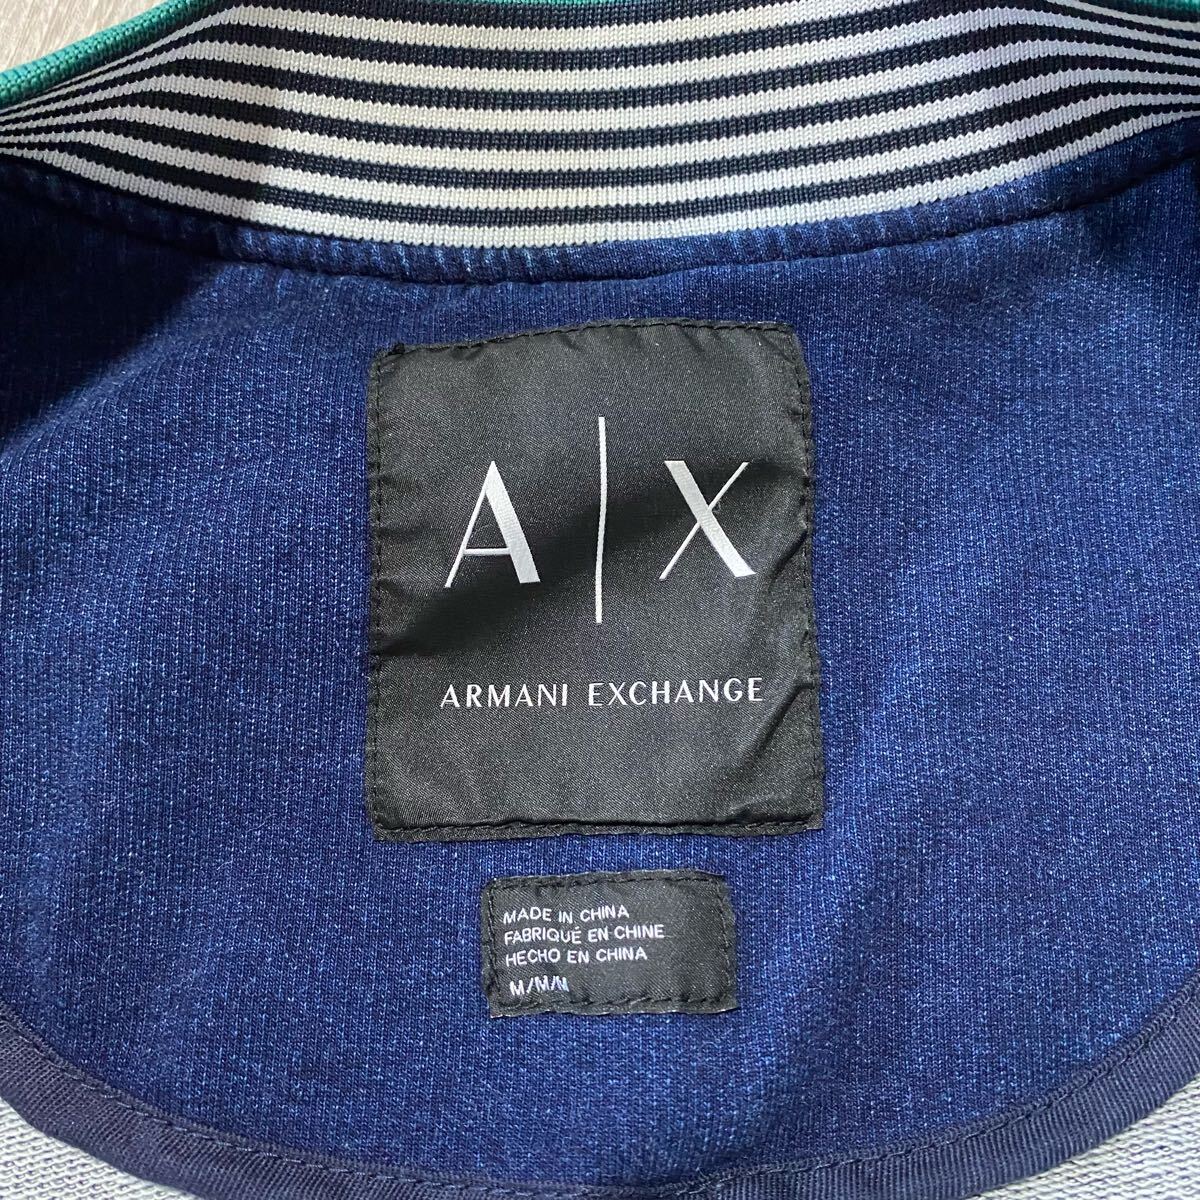 A|X
ARMANI EXCHANGE
MADE IN CHINA
FABRIQUÉ EN CHINE
HECHO EN CHINA
M/M/M